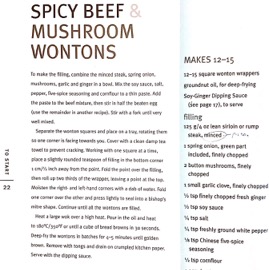 SPICY BEEF &
MUSHROOM
WONTONS
To make the filling, combine the minced steak, spring onion,
mushrooms, garlic and ginger in a bowl. Mix the soy sauce, salt,
pepper, five-spice seasoning and cornflour to a thin paste. Add
the paste to the beef mixture, then stir in half the beaten egg
(use the remainder in another recipe). Stir with a fork until very
well mixed.
Separate the wonton squares and place on a tray, rotating them
so one corner is facing towards you. Cover with a clean damp tea
towel to prevent cracking. Working with one square at a time,
place a slightly rounded teaspoon of filling in the bottom corner
in from each point. Fold the point over the filling,
then roll up two thirds of the wrapper, leaving a point at the top.
Moisten the right- and left-hand corners with a dab of water. Fold
one corner over the other and press lightly to seal into a bishop's
mitre shape. Continue until all the wontons are filled.
Heat a large wok over a high heat. Pour in the oil and heat
to 180°C/350°F or until a cube of bread browns in 30 seconds.
Deep-fry the wontons in batches for 4–5 minutes until golden
brown. Remove with tongs and drain on crumpled kitchen paper.
Serve with the dipping sauce.
TO START
22
MAKES 12–15
12–15 square wonton wrappers
groundnut oil, for deep-frying
Soy-Ginger Dipping Sauce
(see page 17), to serve
filling
125 g/4 oz lean sirloin or rump
steak, minced
1 spring onion, green part
included, finely chopped
2 button mushrooms, finely
chopped
1 small garlic clove, finely chopped
½ tsp finely chopped fresh ginger
½ tsp soy sauce
¼ tsp salt
¼ tsp freshly ground white pepper
¼ tsp Chinese five-spice
seasoning
½ tsp cornflour